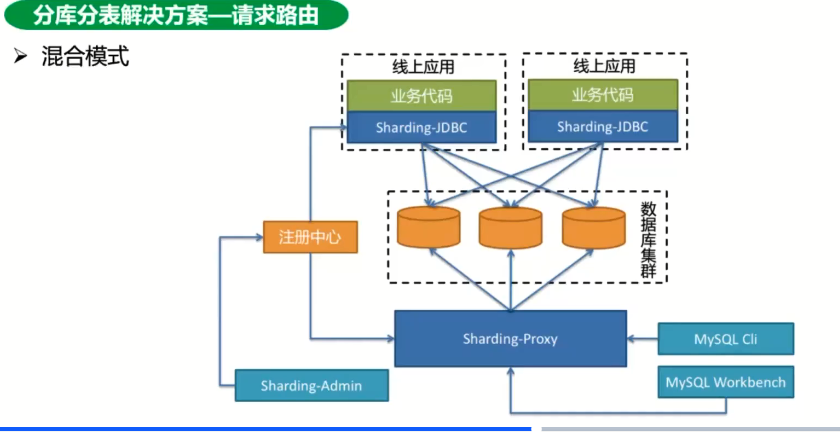 分库分表解决方案—请求路由
混合模式
线上应用
线上应用
业务代码
业务代码
Sharding-JDBC
Sharding-JDBC
数据库集群
注册中心
Sharding-Proxy
MySQL Cli
MySQL Workbench
Sharding-Admin